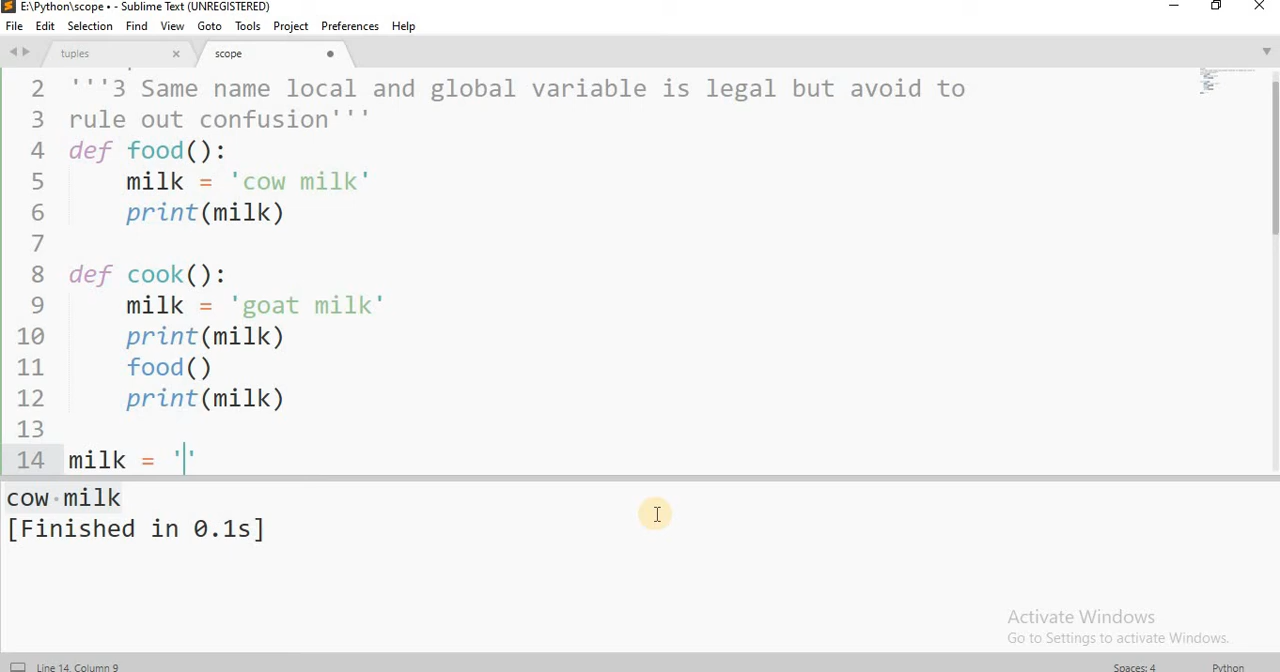 E:\Python\scope • - Sublime Text (UNREGISTERED)
File Edit Selection Find View Goto Tools Project Preferences Help
tuples scope
2 '''3 Same name local and global variable is legal but avoid to
3 rule out confusion'''
4 def food():
5 milk = 'cow milk'
6 print(milk)
7
8 def cook():
9 milk = 'goat milk'
10 print(milk)
11 food()
12 print(milk)
13
14 milk = ''
cow milk
[Finished in 0.1s]
Activate Windows
Go to Settings to activate Windows.
Line 14, Column 9 Spaces: 4 Python